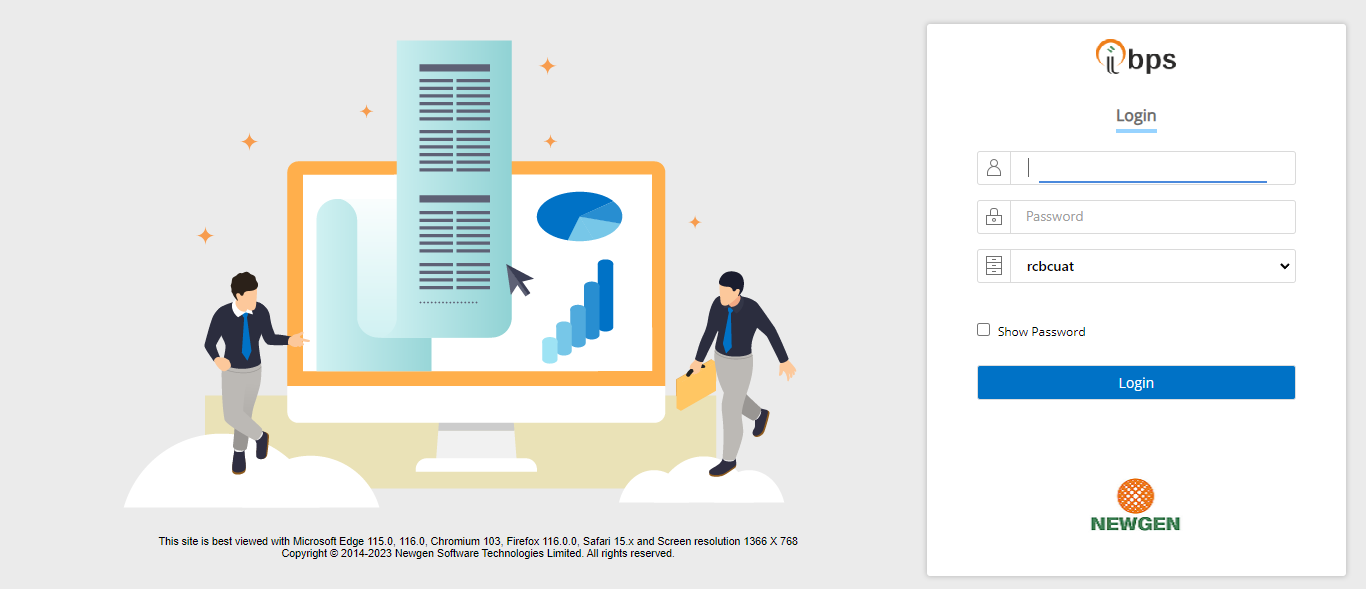 ibps
Login
Password
rcbcuat
Show Password
Login
NEWGEN
This site is best viewed with Microsoft Edge 115.0, 116.0, Chromium 103, Firefox 116.0.0, Safari 15.x and Screen resolution 1366 X 768
Copyright © 2014-2023 Newgen Software Technologies Limited. All rights reserved.